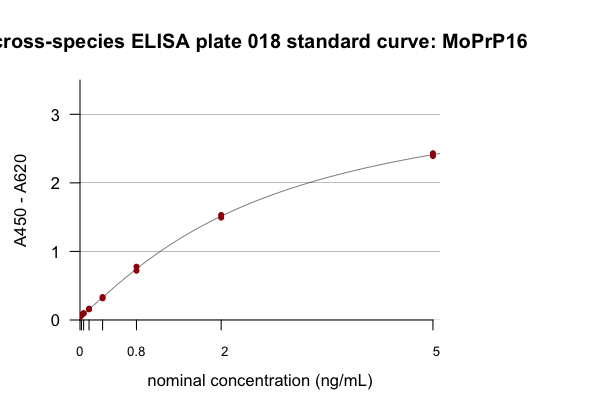 cross-species ELISA plate 018 standard curve: MoPrP16
3
2
1
0
A450 - A620
0 0.8 2 5
nominal concentration (ng/mL)